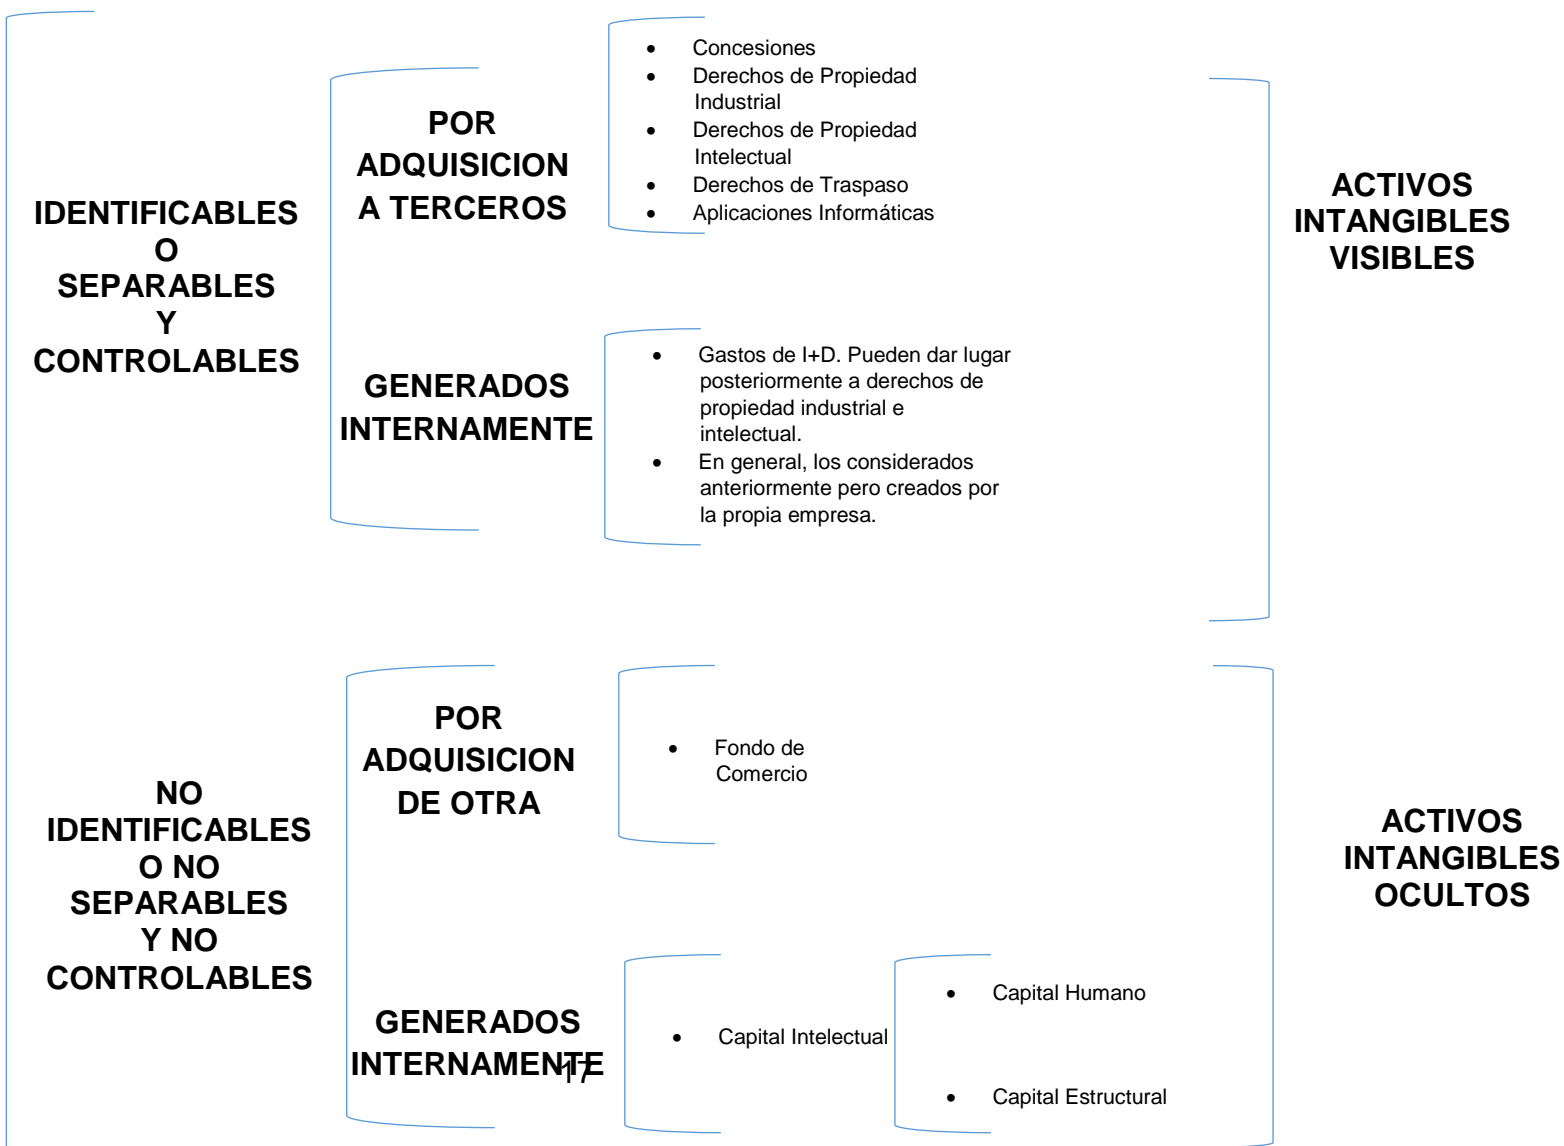 IDENTIFICABLES
O
SEPARABLES
Y
CONTROLABLES
POR
ADQUISICION
A TERCEROS
• Concesiones
• Derechos de Propiedad
Industrial
• Derechos de Propiedad
Intelectual
• Derechos de Traspaso
• Aplicaciones Informáticas
GENERADOS
INTERNAMENTE
• Gastos de I+D. Pueden dar lugar
posteriormente a derechos de
propiedad industrial e
intelectual.
• En general, los considerados
anteriormente pero creados por
la propia empresa.
ACTIVOS
INTANGIBLES
VISIBLES
NO
IDENTIFICABLES
O NO
SEPARABLES
Y NO
CONTROLABLES
POR
ADQUISICION
DE OTRA
• Fondo de
Comercio
GENERADOS
INTERNAMENTE
• Capital Intelectual
• Capital Humano
• Capital Estructural
ACTIVOS
INTANGIBLES
OCULTOS
17